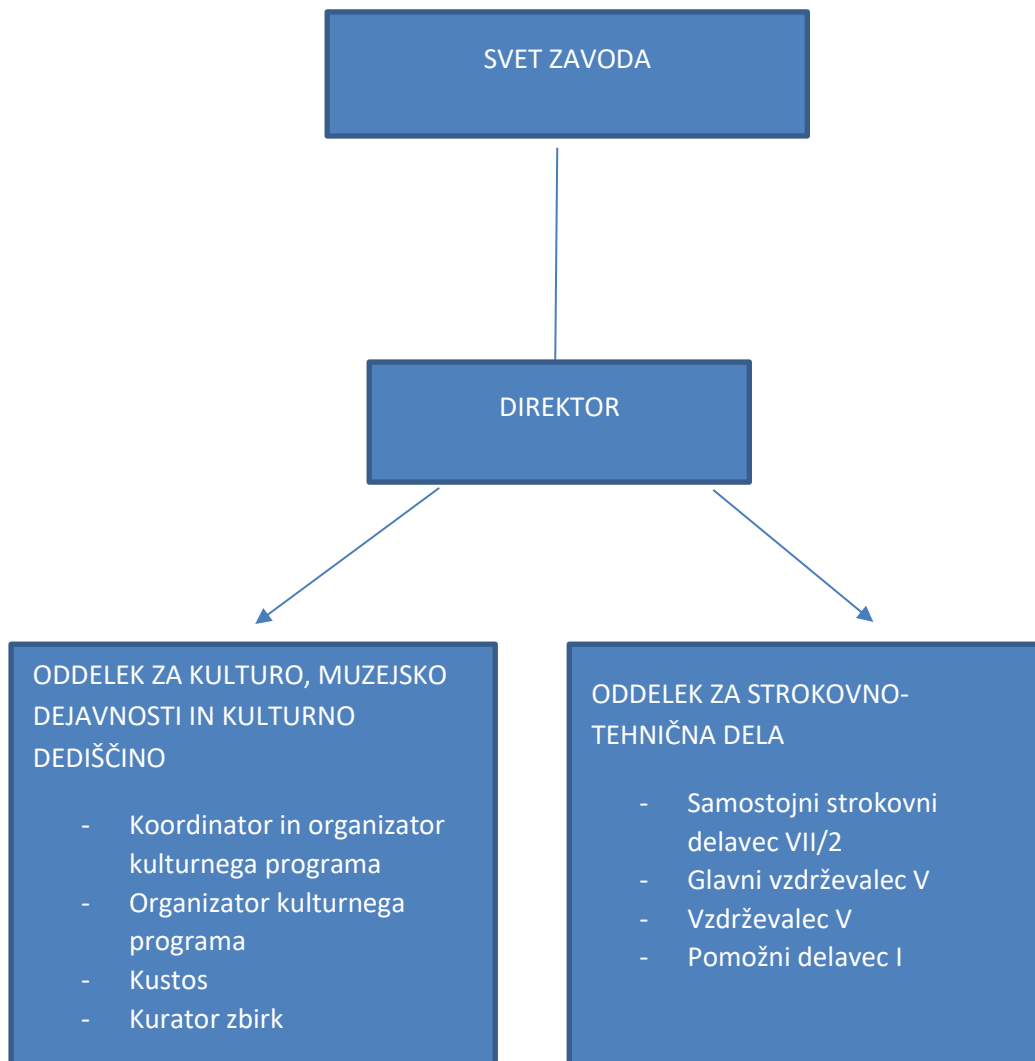 SVET ZAVODA
DIREKTOR
ODDELEK ZA KULTURO, MUZEJSKO
DEJAVNOSTI IN KULTURNO
DEDIŠČINO
- Koordinator in organizator
kulturnega programa
- Organizator kulturnega
programa
- Kustos
- Kurator zbirk
ODDELEK ZA STROKOVNO-
TEHNIČNA DELA
- Samostojni strokovni
delavec VII/2
- Glavni vzdrževalec V
- Vzdrževalec V
- Pomožni delavec I